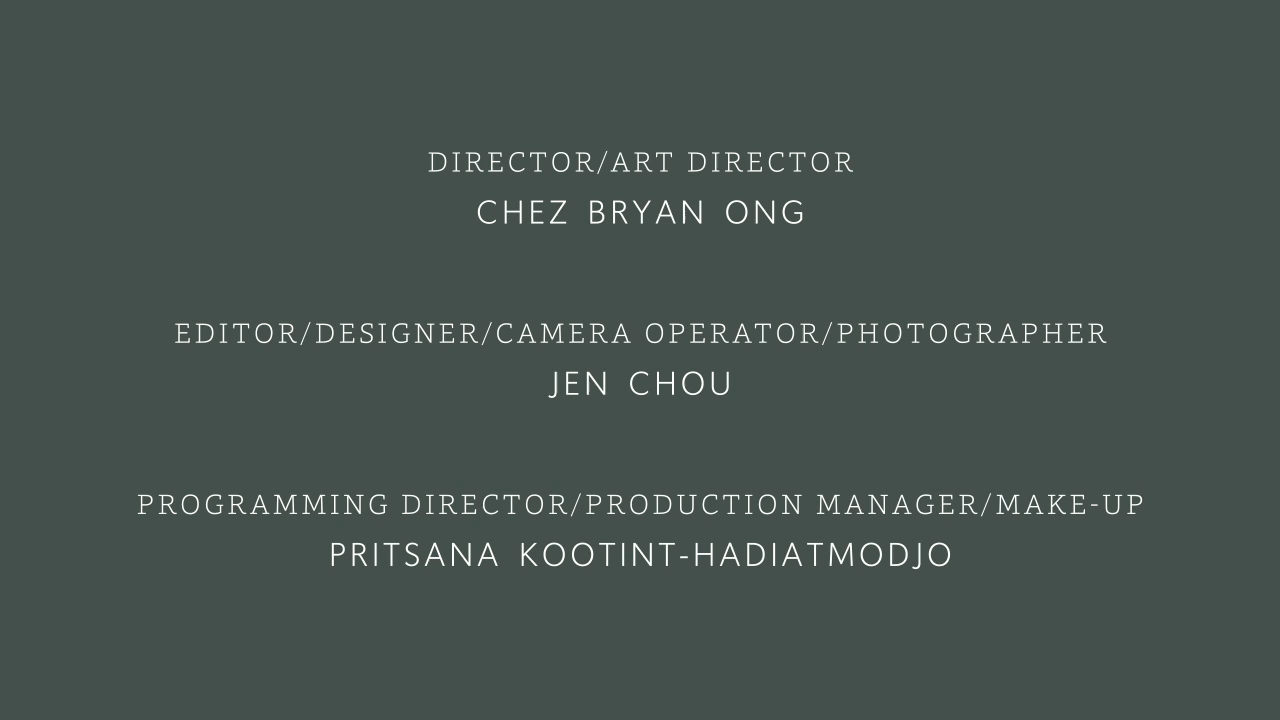 DIRECTOR/ART DIRECTOR
CHEZ BRYAN ONG
EDITOR/DESIGNER/CAMERA OPERATOR/PHOTOGRAPHER
JEN CHOU
PROGRAMMING DIRECTOR/PRODUCTION MANAGER/MAKE-UP
PRITSANA KOOTINT-HADIATMODJO